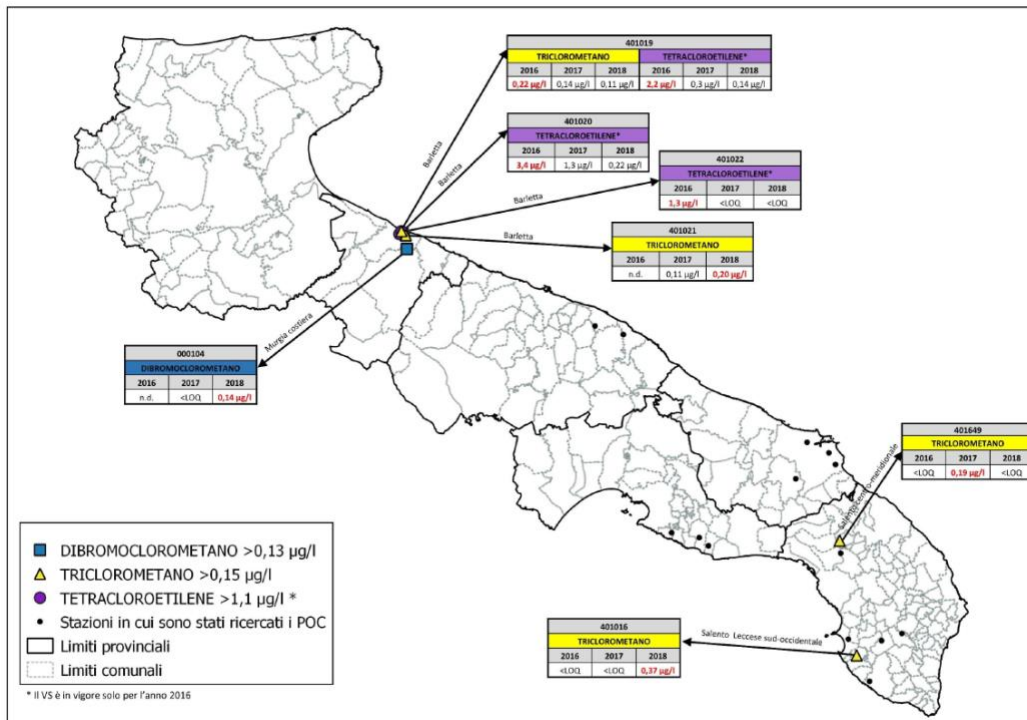 401019
TRICLOROMETANO TETRACLOROETILENE*
2016 2017 2018 2016 2017 2018
0,22 µg/l 0,14 µg/l 0,11 µg/l 2,2 µg/l 0,3 µg/l 0,14 µg/l
Barletta
401020
TETRACLOROETILENE*
2016 2017 2018
3,4 µg/l 1,3 µg/l 0,22 µg/l
Barletta
401022
TETRACLOROETILENE*
2016 2017 2018
1,3 µg/l <LOQ <LOQ
Barletta
401021
TRICLOROMETANO
2016 2017 2018
n.d. 0,11 µg/l 0,20 µg/l
Barletta
Murgia costiera
000104
DIBROMOCLOROMETANO
2016 2017 2018
n.d. <LOQ 0,14 µg/l
401649
TRICLOROMETANO
2016 2017 2018
<LOQ 0,19 µg/l <LOQ
Salento centro-meridionale
DIBROMOCLOROMETANO >0,13 µg/l
TRICLOROMETANO >0,15 µg/l
TETRACLOROETILENE >1,1 µg/l *
Stazioni in cui sono stati ricercati i POC
Limiti provinciali
Limiti comunali
* Il VS è in vigore solo per l'anno 2016
401016
TRICLOROMETANO
2016 2017 2018
<LOQ <LOQ 0,37 µg/l
Salento Leccese sud-occidentale